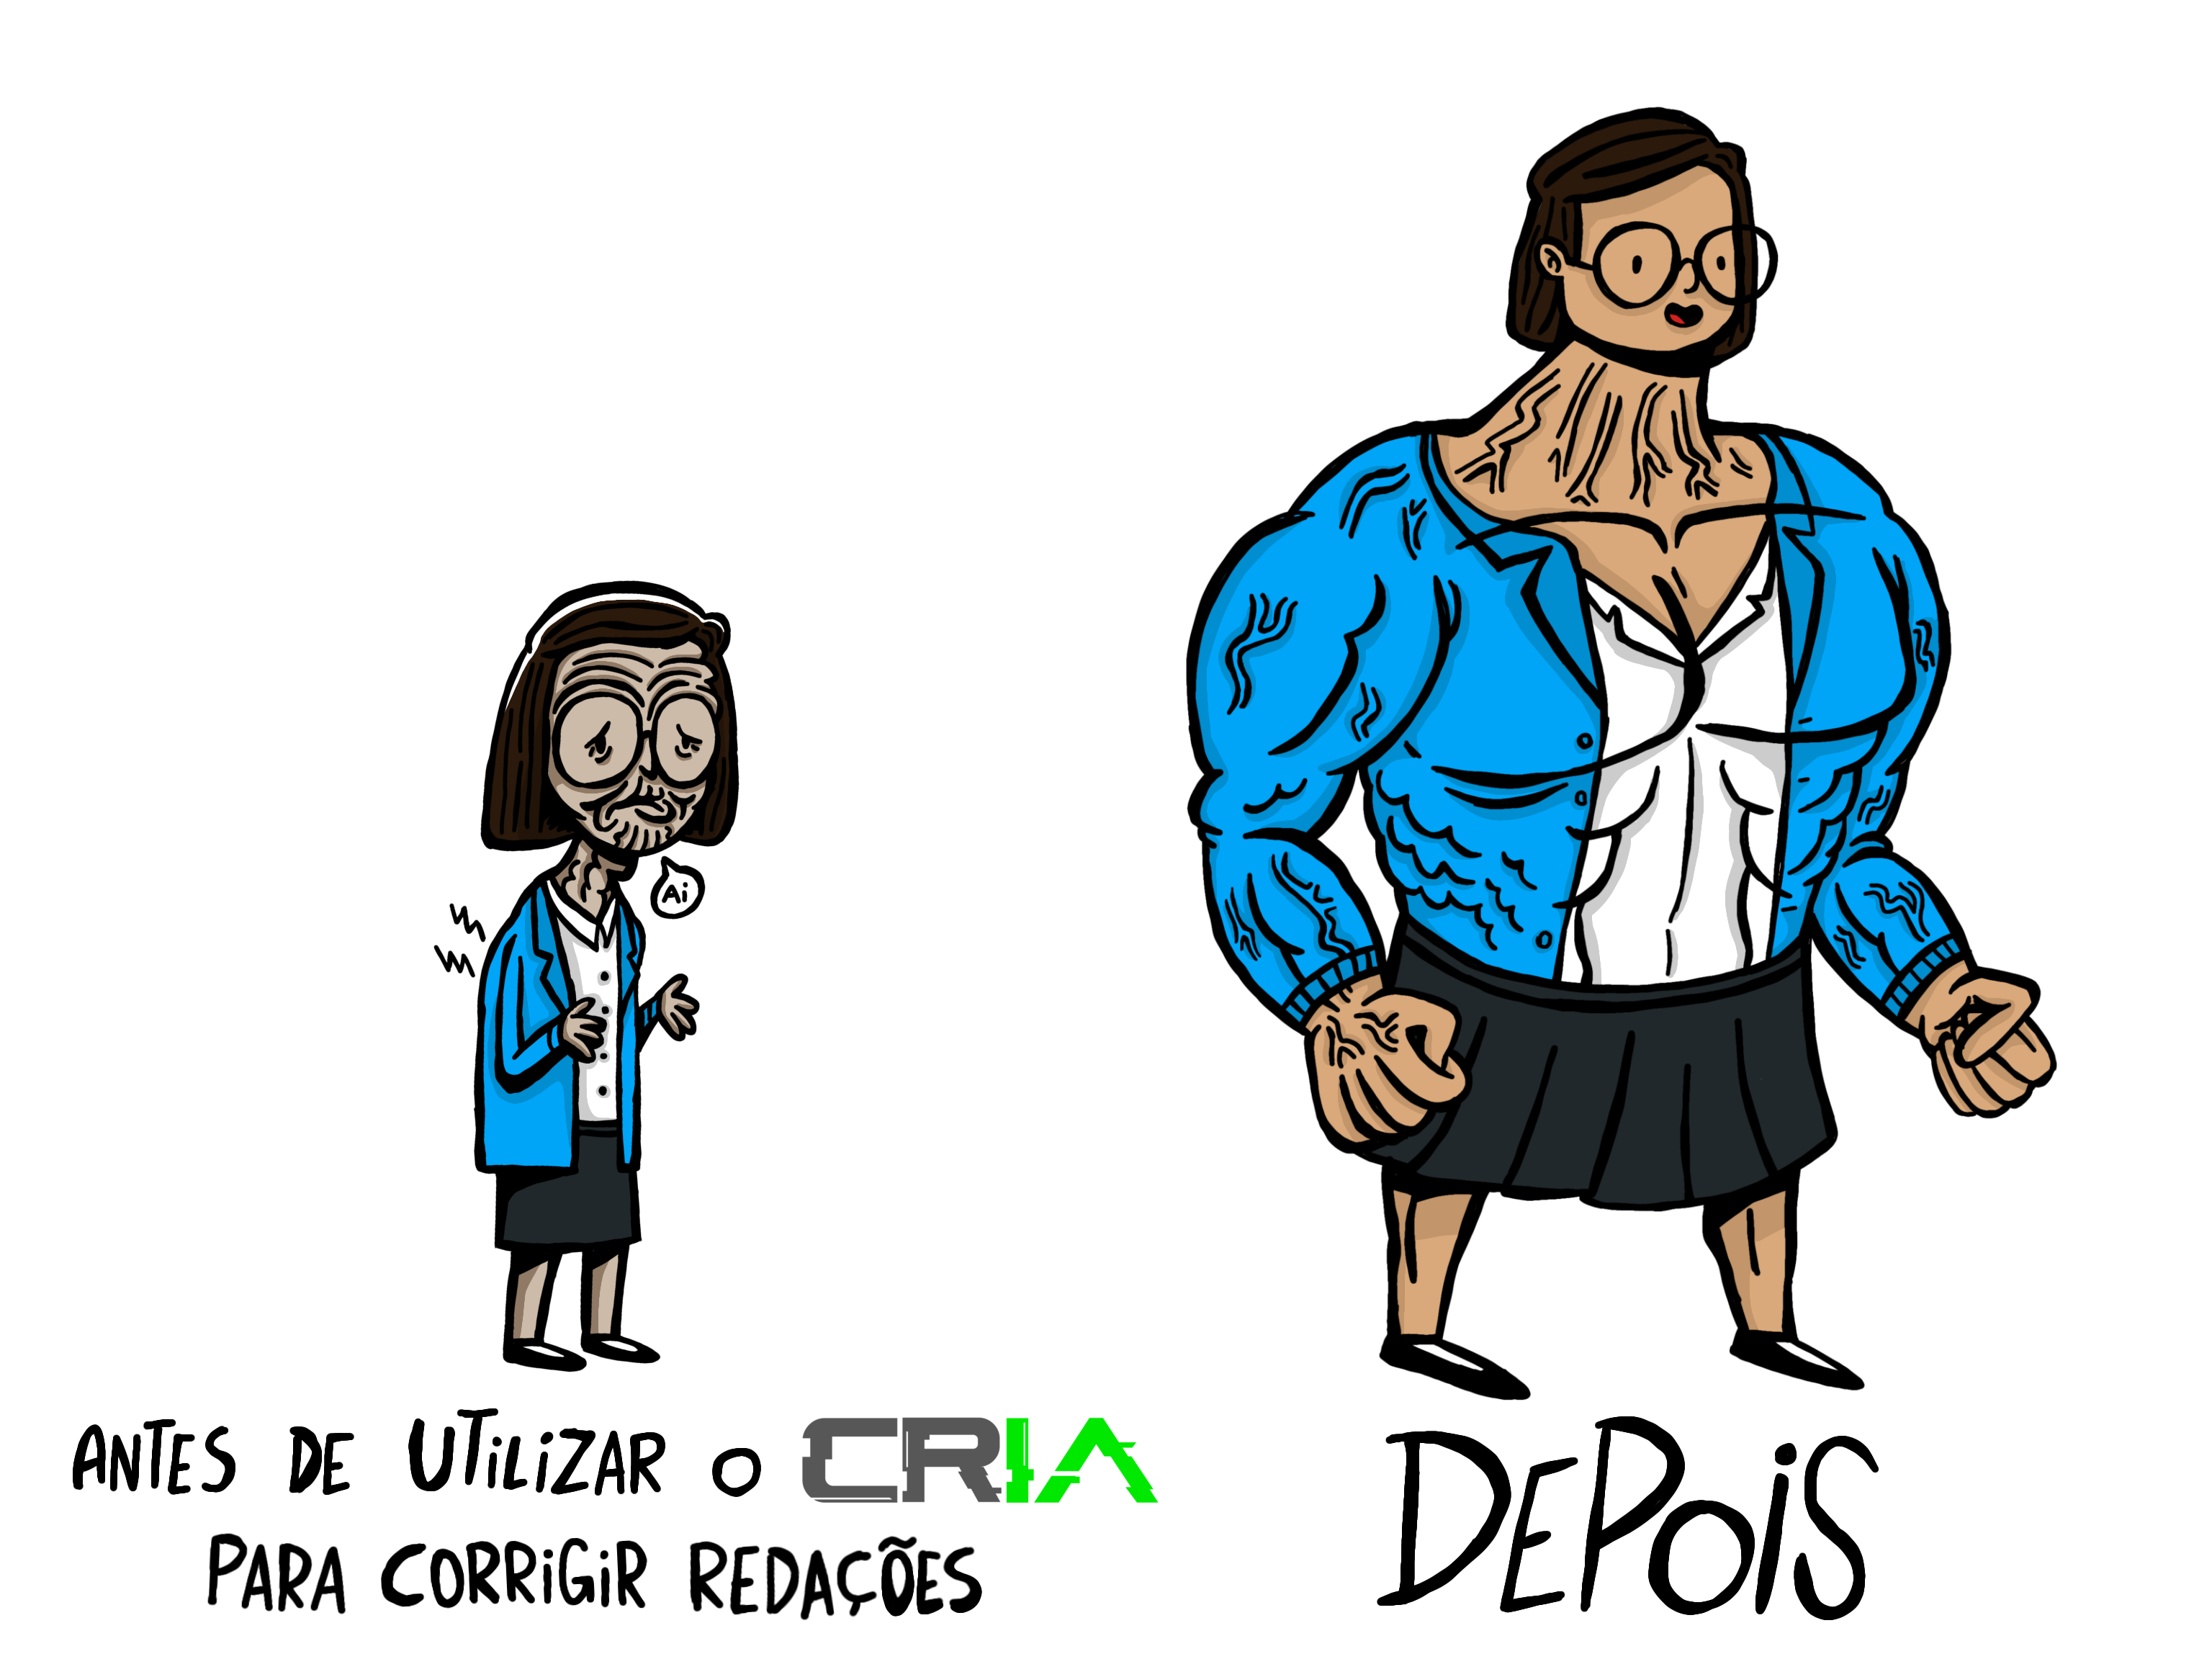 Ai
ANTES DE UTiLiZAR O CRIA
PARA CORRiGiR REDAÇÕES
DEPOiS